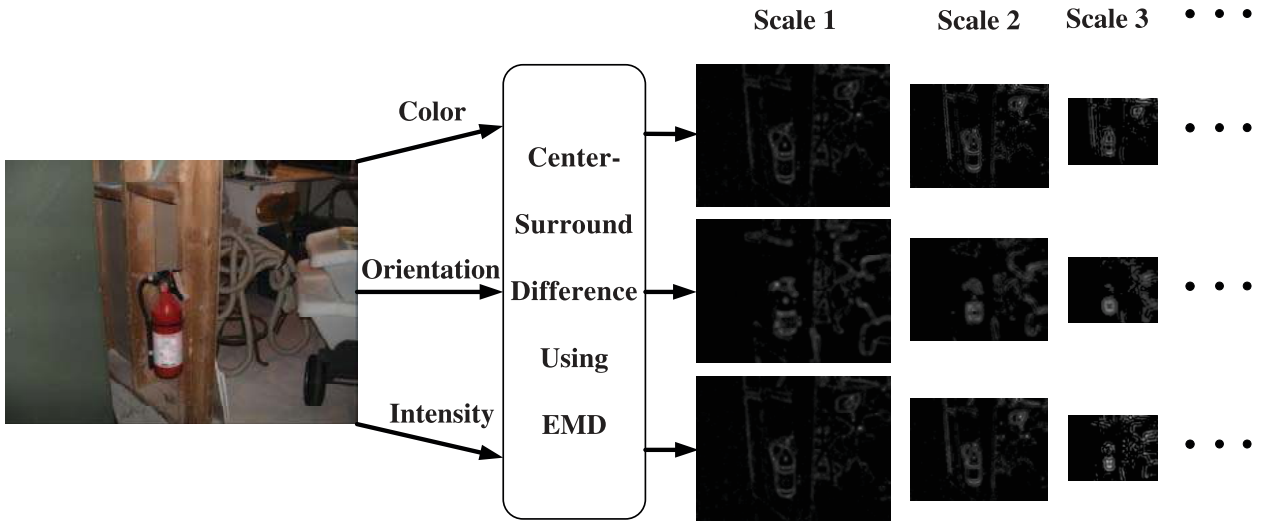 Scale 1
Scale 2
Scale 3
• • •
Color
Center-
Surround
Orientation
Difference
Using
Intensity
EMD
• • •
• • •
• • •